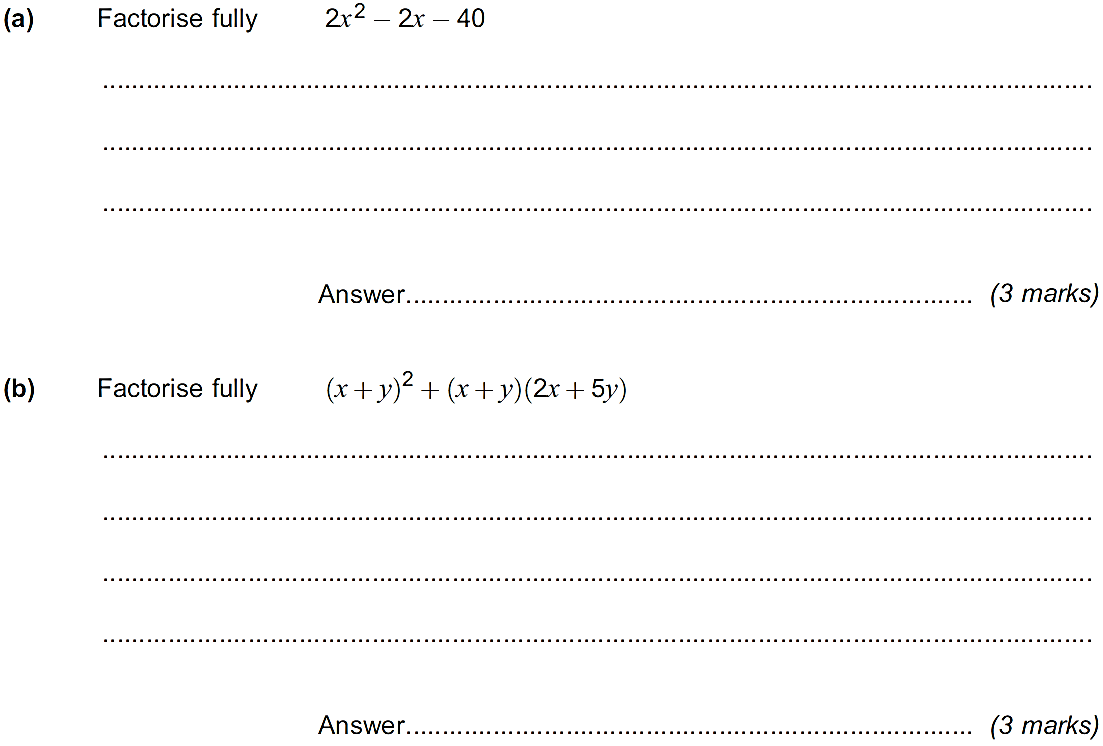 (a) Factorise fully 2x² − 2x − 40
................................................................................
................................................................................
................................................................................
Answer................................................................................ (3 marks)
(b) Factorise fully (x + y)² + (x + y)(2x + 5y)
................................................................................
................................................................................
................................................................................
................................................................................
Answer................................................................................ (3 marks)